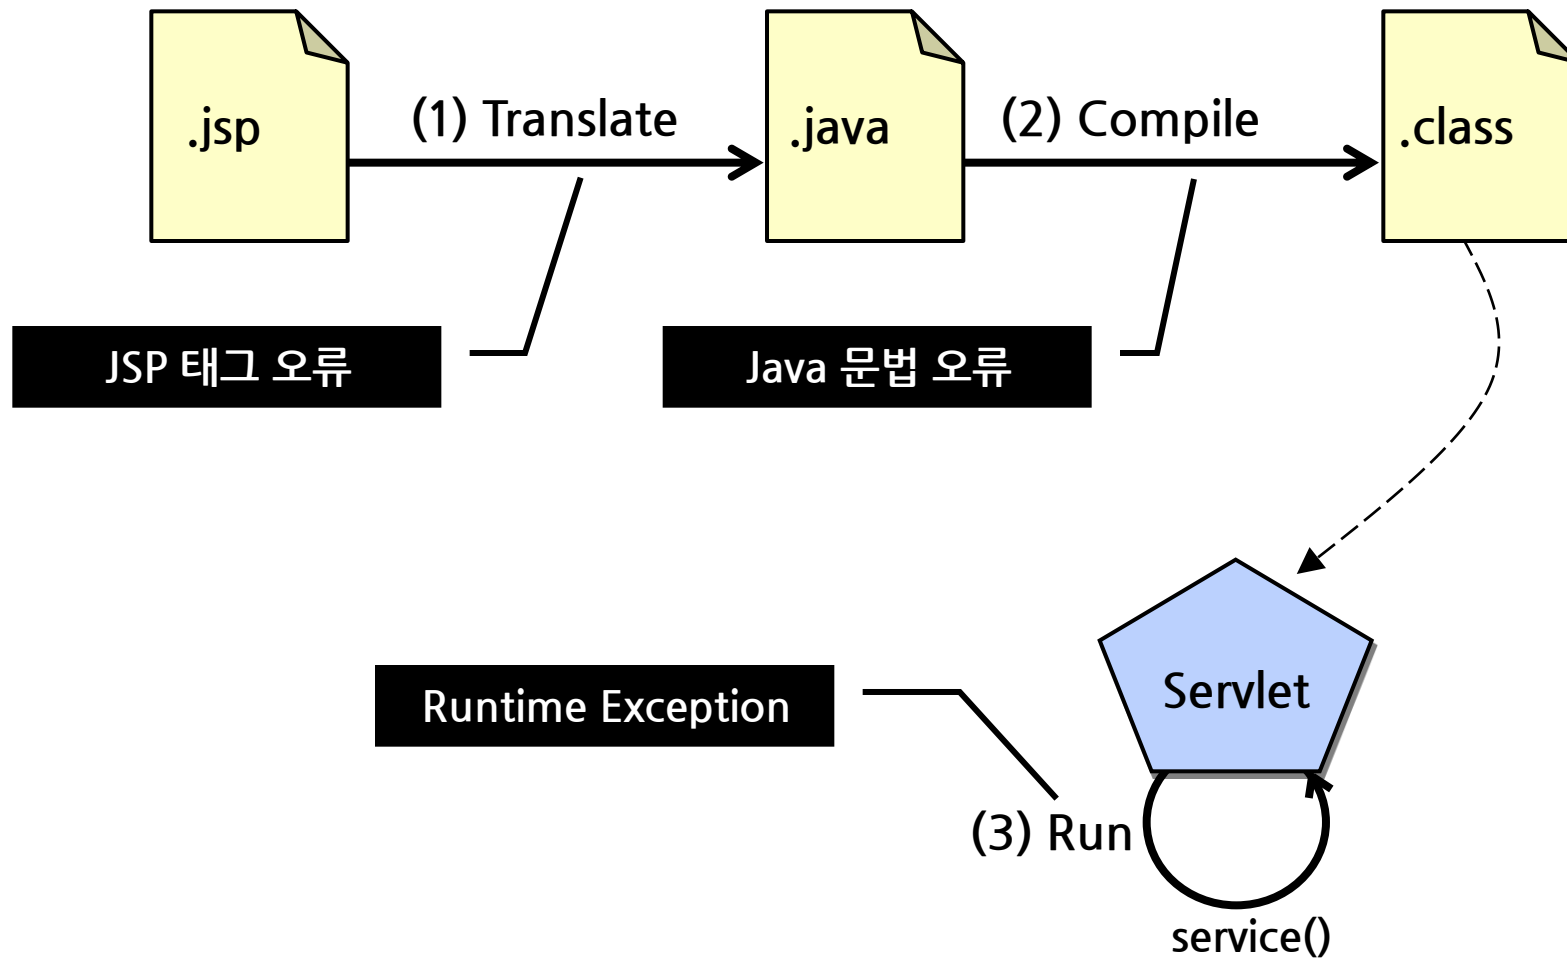 .jsp
(1) Translate
.java
(2) Compile
.class
JSP 태그 오류
Java 문법 오류
Servlet
Runtime Exception
(3) Run
service()